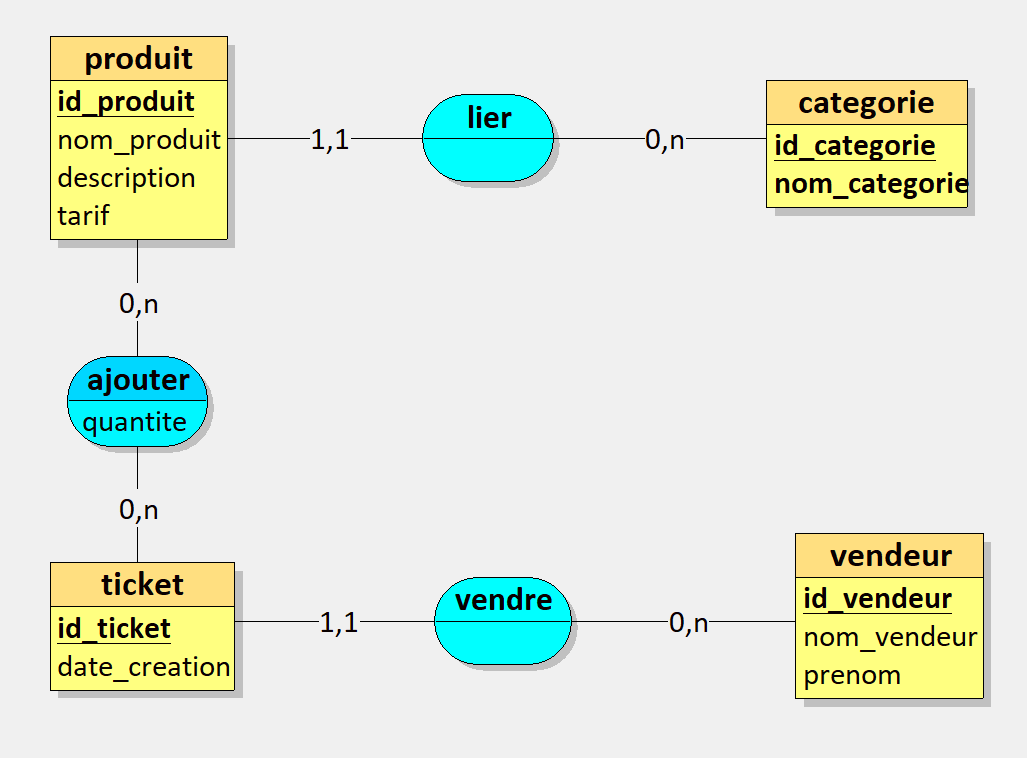 produit
id_produit
nom_produit
description
tarif
1,1
lier
0,n
categorie
id_categorie
nom_categorie
0,n
ajouter
quantite
0,n
ticket
id_ticket
date_creation
1,1
vendre
0,n
vendeur
id_vendeur
nom_vendeur
prenom